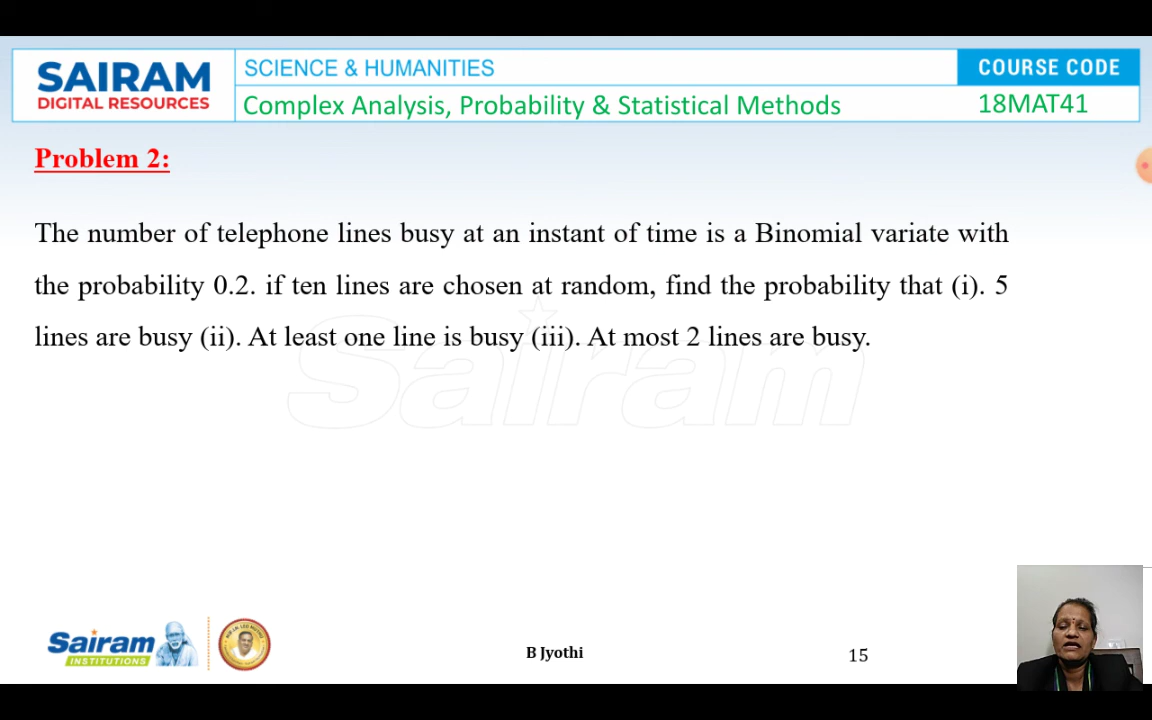 SAIRAM
DIGITAL RESOURCES
SCIENCE & HUMANITIES
COURSE CODE
Complex Analysis, Probability & Statistical Methods
18MAT41
Problem 2:
The number of telephone lines busy at an instant of time is a Binomial variate with
the probability 0.2. if ten lines are chosen at random, find the probability that (i). 5
lines are busy (ii). At least one line is busy (iii). At most 2 lines are busy.
Sairam
Sairam
INSTITUTIONS
B Jyothi
15